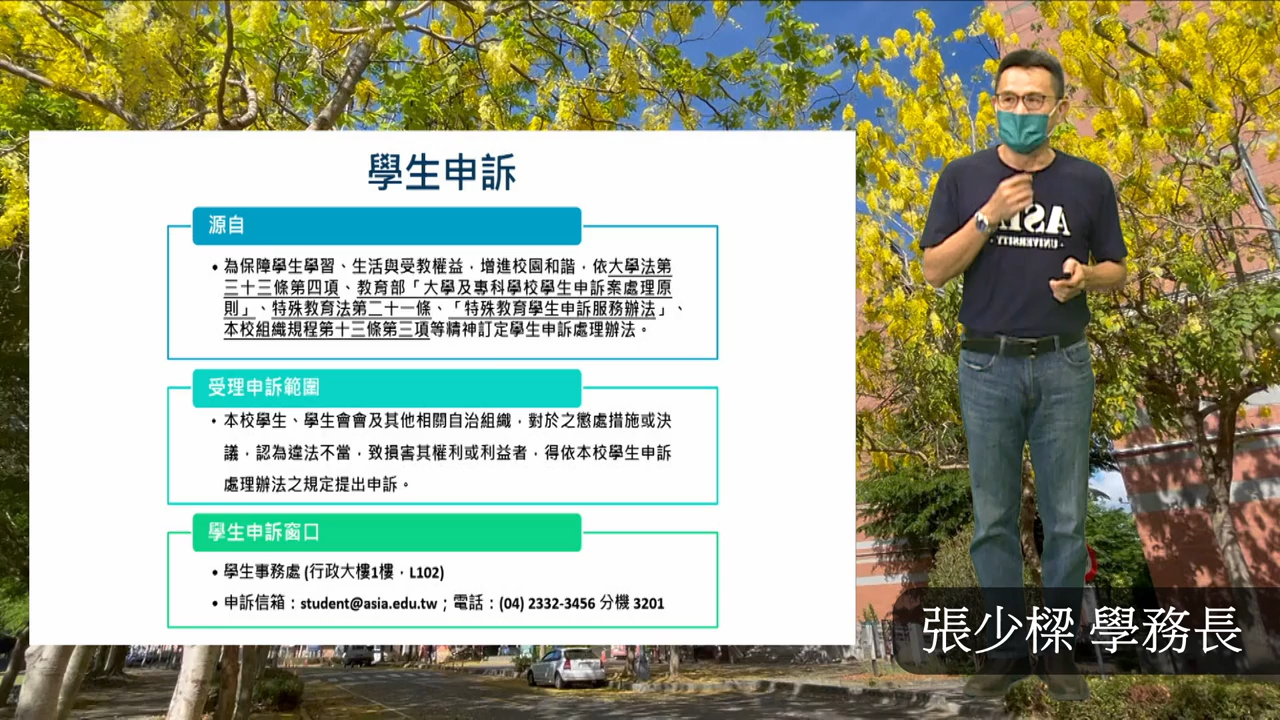 學生申訴
源自
• 為保障學生學習、生活與受教權益，增進校園和諧，依大學法第
三十三條第四項、教育部「大學及專科學校學生申訴案處理原
則」、特殊教育法第二十一條、「特殊教育學生申訴服務辦法」、
本校組織規程第十三條第三項等精神訂定學生申訴處理辦法。
受理申訴範圍
• 本校學生、學生會會及其他相關自治組織，對於之懲處措施或決
議，認為違法不當，致損害其權利或利益者，得依本校學生申訴
處理辦法之規定提出申訴。
學生申訴窗口
• 學生事務處 (行政大樓1樓，L102)
• 申訴信箱：student@asia.edu.tw；電話：(04) 2332-3456 分機 3201
ASIA
UNIVERSITY
張少樑 學務長